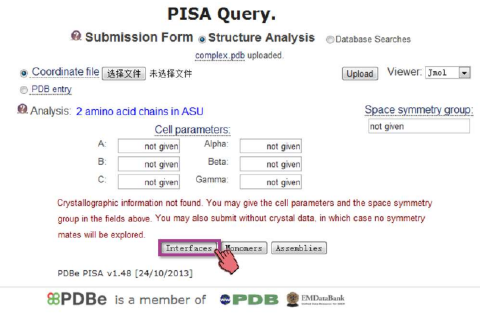 PISA Query.
Submission Form Structure Analysis Database Searches
complex.pdb uploaded.
Coordinate file 选择文件 未选择文件 Upload Viewer: Jmol
PDB entry
Analysis: 2 amino acid chains in ASU Space symmetry group:
not given
Cell parameters:
A: not given Alpha: not given
B: not given Beta: not given
C: not given Gamma: not given
Crystallographic information not found. You may give the cell parameters and the space symmetry
group in the fields above. You may also submit without crystal data, in which case no symmetry
mates will be explored.
Interfaces Monomers Assemblies
PDBe PISA v1.48 [24/10/2013]
PDBe is a member of PDB EMDataBank